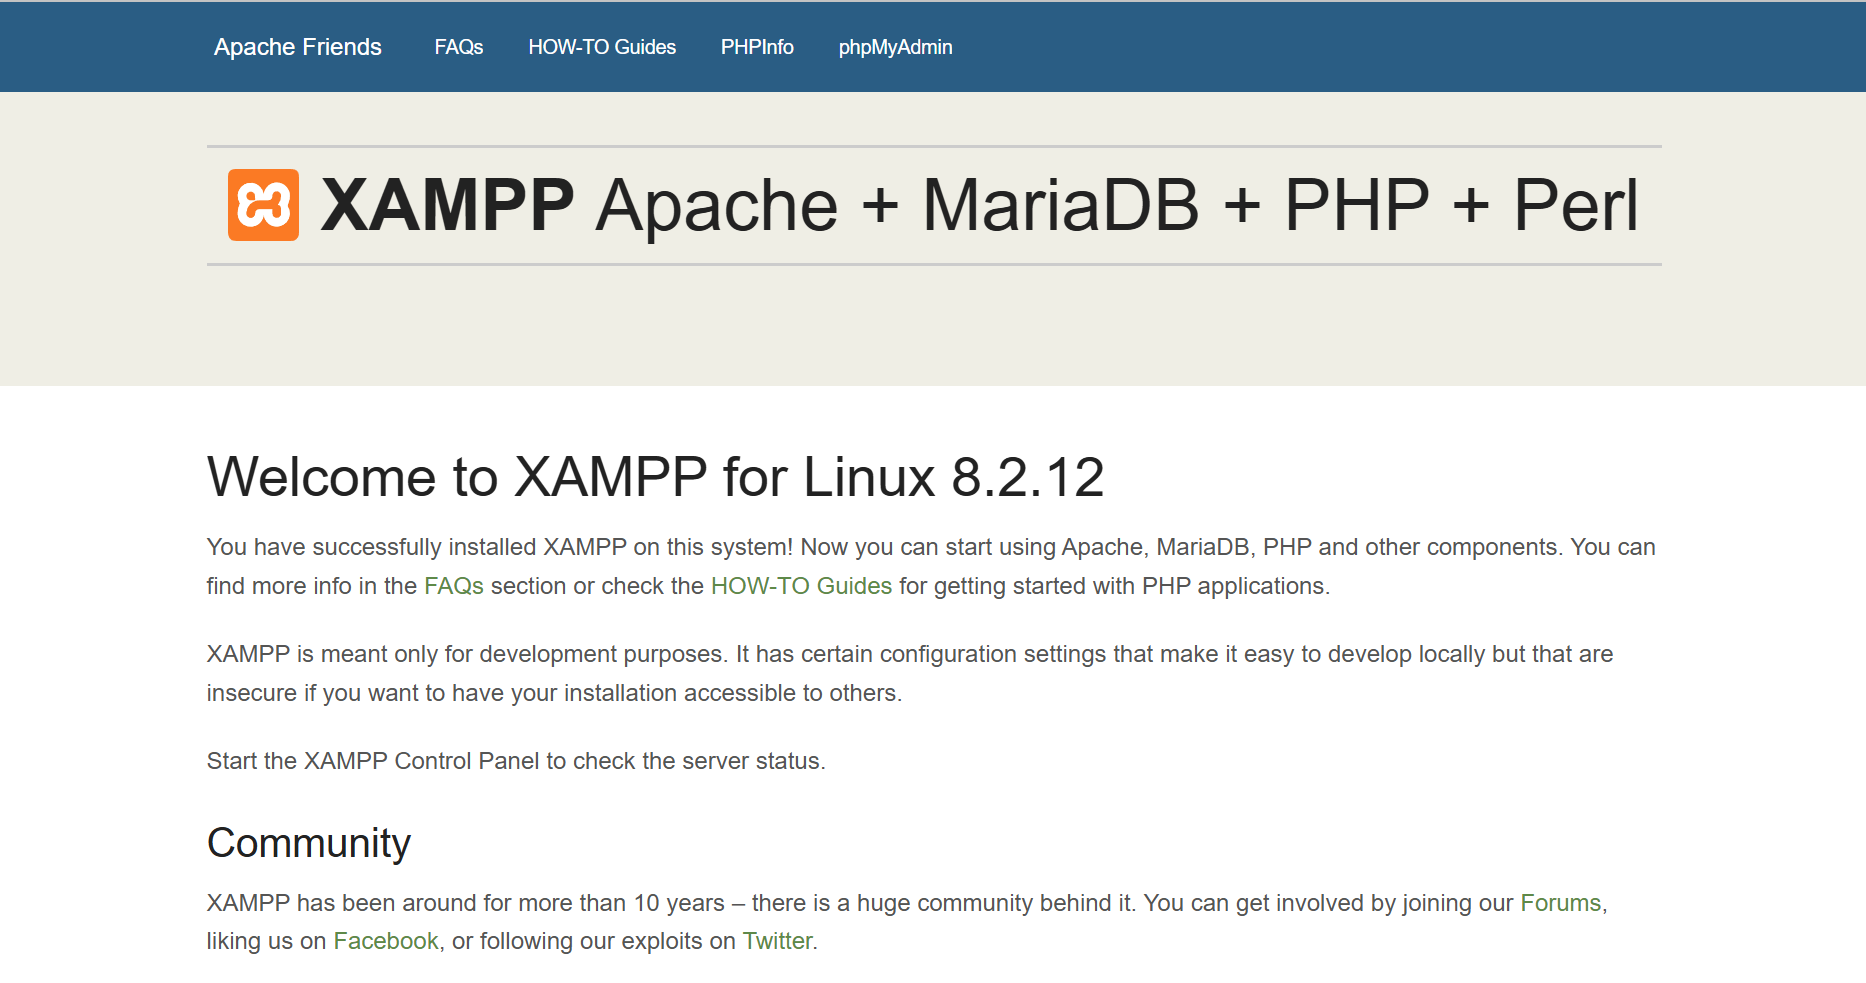 Apache Friends FAQs HOW-TO Guides PHPInfo phpMyAdmin
XAMPP Apache + MariaDB + PHP + Perl
Welcome to XAMPP for Linux 8.2.12
You have successfully installed XAMPP on this system! Now you can start using Apache, MariaDB, PHP and other components. You can
find more info in the FAQs section or check the HOW-TO Guides for getting started with PHP applications.
XAMPP is meant only for development purposes. It has certain configuration settings that make it easy to develop locally but that are
insecure if you want to have your installation accessible to others.
Start the XAMPP Control Panel to check the server status.
Community
XAMPP has been around for more than 10 years – there is a huge community behind it. You can get involved by joining our Forums,
liking us on Facebook, or following our exploits on Twitter.